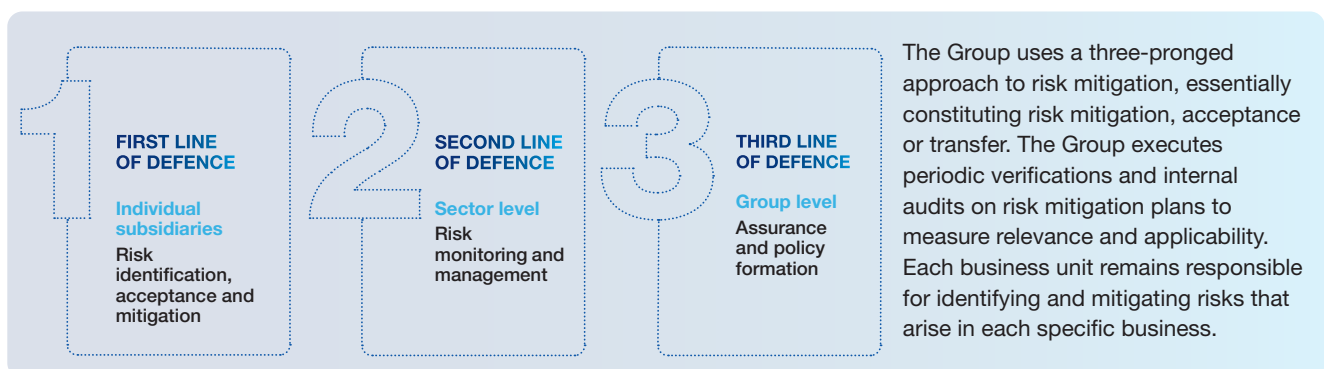 1
FIRST LINE
OF DEFENCE
Individual
subsidiaries
Risk
identification,
acceptance and
mitigation
2
SECOND LINE
OF DEFENCE
Sector level
Risk
monitoring and
management
3
THIRD LINE
OF DEFENCE
Group level
Assurance
and policy
formation
The Group uses a three-pronged
approach to risk mitigation, essentially
constituting risk mitigation, acceptance
or transfer. The Group executes
periodic verifications and internal
audits on risk mitigation plans to
measure relevance and applicability.
Each business unit remains responsible
for identifying and mitigating risks that
arise in each specific business.